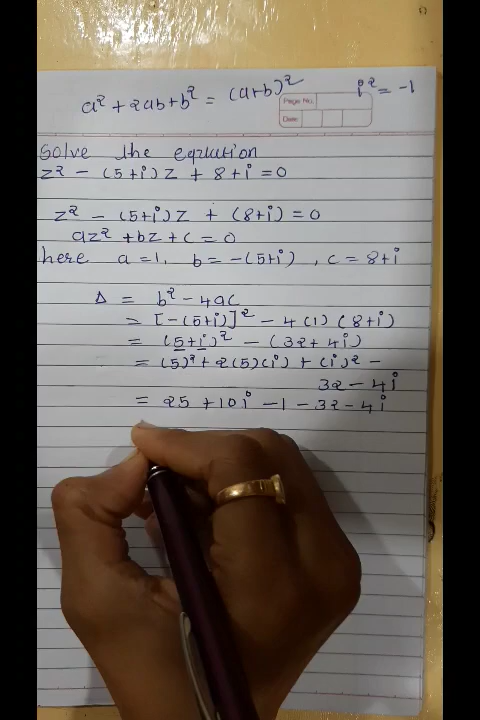 a² + 2ab + b² = (a+b)² i² = -1
Page No.
Date
Solve the equation
z² - (5+i)z + 8+i = 0
z² - (5+i)z + (8+i) = 0
az² + bz + c = 0
here a = 1, b = -(5+i), c = 8+i
Δ = b² - 4ac
= [-(5+i)]² - 4(1)(8+i)
= (5+i)² - (32+4i)
= (5)² + 2(5)(i) + (i)² -
32 - 4i
= 25 + 10i - 1 - 32 - 4i